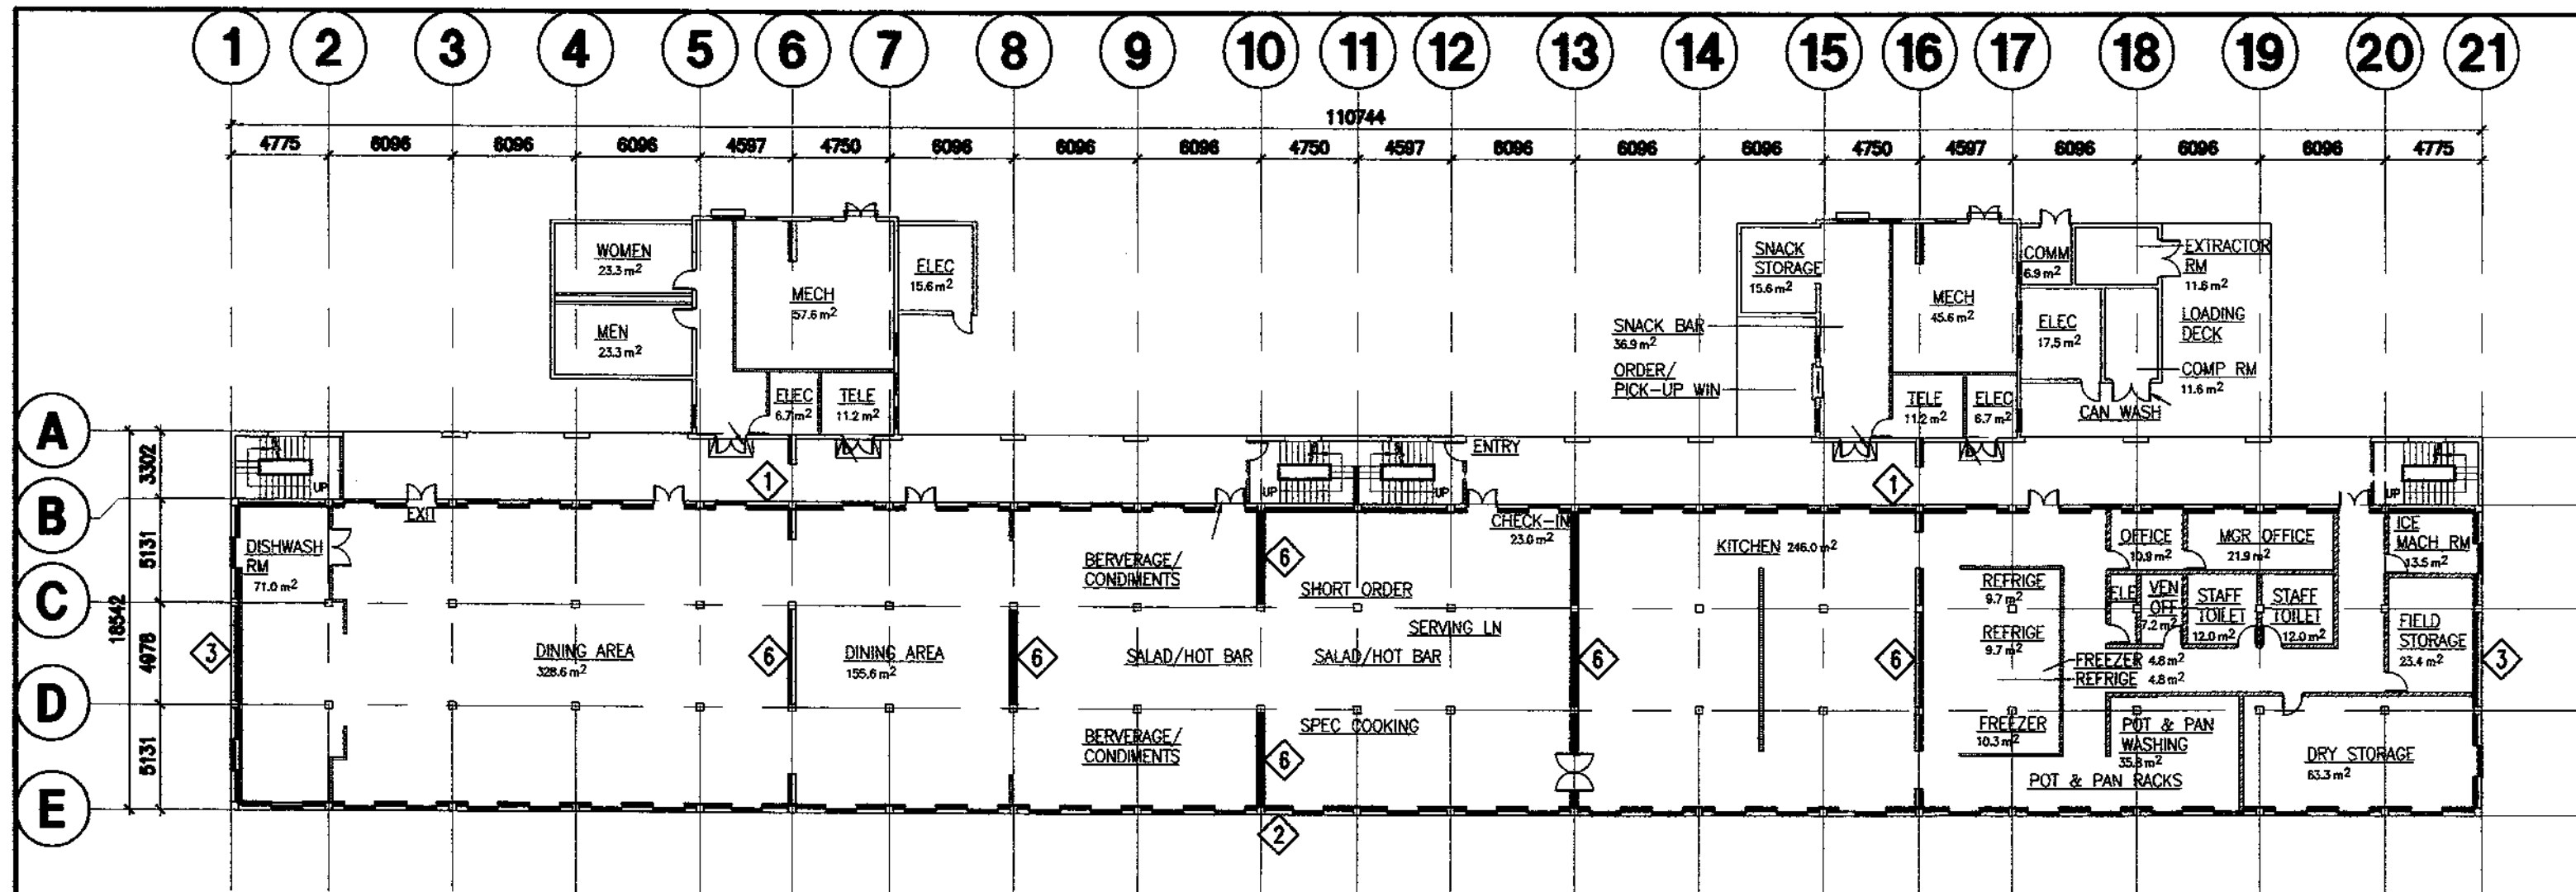 1 2 3 4 5 6 7 8 9 10 11 12 13 14 15 16 17 18 19 20 21
110744
4775 6096 6096 6096 4597 4750 6096 6096 6096 4750 4597 6096 6096 6096 4750 4597 6096 6096 6096 4775
WOMEN
23.3 m²
MEN
23.3 m²
MECH
57.6 m²
ELEC
15.6 m²
ELEC
6.7 m²
TELE
11.2 m²
SNACK
STORAGE
15.6 m²
SNACK BAR
36.9 m²
ORDER/
PICK-UP WIN
MECH
45.6 m²
TELE
11.2 m²
ELEC
6.7 m²
COMM
6.9 m²
ELEC
17.5 m²
EXTRACTOR
RM
11.6 m²
LOADING
DECK
COMP RM
11.6 m²
CAN WASH
A
B
C
D
E
18542
3302
5131
4978
5131
UP
EXIT
1
UP
UP
ENTRY
1
UP
DISHWASH
RM
71.0 m²
3
DINING AREA
328.6 m²
6
DINING AREA
155.6 m²
6
BERVERAGE/
CONDIMENTS
SALAD/HOT BAR
BERVERAGE/
CONDIMENTS
6
SHORT ORDER
CHECK-IN
23.0 m²
SERVING LN
SALAD/HOT BAR
SPEC COOKING
6
2
6
KITCHEN 246.0 m²
6
REFRIGE
9.7 m²
REFRIGE
9.7 m²
FREEZER 4.8 m²
REFRIGE 4.8 m²
FREEZER
10.3 m²
OFFICE
10.9 m²
MGR OFFICE
21.9 m²
ELE
VEN
OFF
7.2 m²
STAFF
TOILET
12.0 m²
STAFF
TOILET
12.0 m²
ICE
MACH RM
13.5 m²
FIELD
STORAGE
23.4 m²
3
POT & PAN
WASHING
35.8 m²
POT & PAN RACKS
DRY STORAGE
63.3 m²